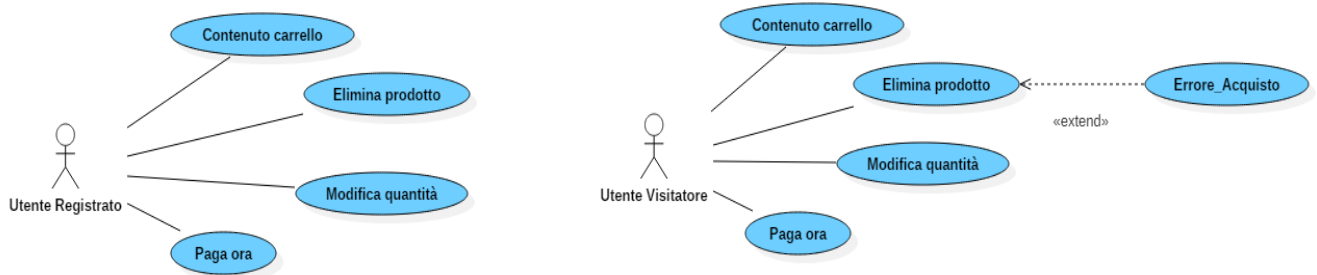 Contenuto carrello
Elimina prodotto
Utente Registrato
Modifica quantità
Paga ora
Contenuto carrello
Elimina prodotto
Errore_Acquisto
«extend»
Modifica quantità
Utente Visitatore
Paga ora